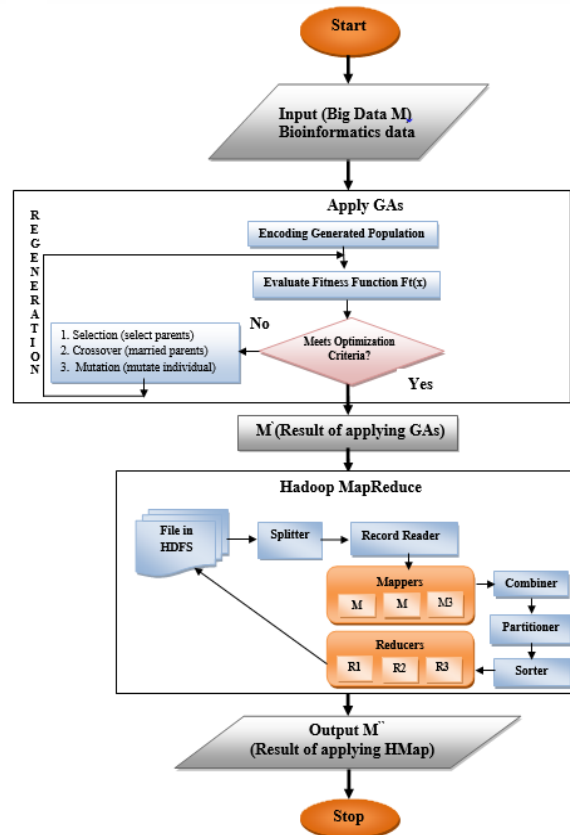 Start
Input (Big Data M)
Bioinformatics data
REGENERATION
Apply GAs
Encoding Generated Population
Evaluate Fitness Function Ft(x)
No
1. Selection (select parents)
2. Crossover (married parents)
3. Mutation (mutate individual)
Meets Optimization
Criteria?
Yes
M`(Result of applying GAs)
Hadoop MapReduce
File in
HDFS
Splitter
Record Reader
Mappers
M
M
M3
Combiner
Partitioner
Reducers
R1
R2
R3
Sorter
Output M``
(Result of applying HMap)
Stop